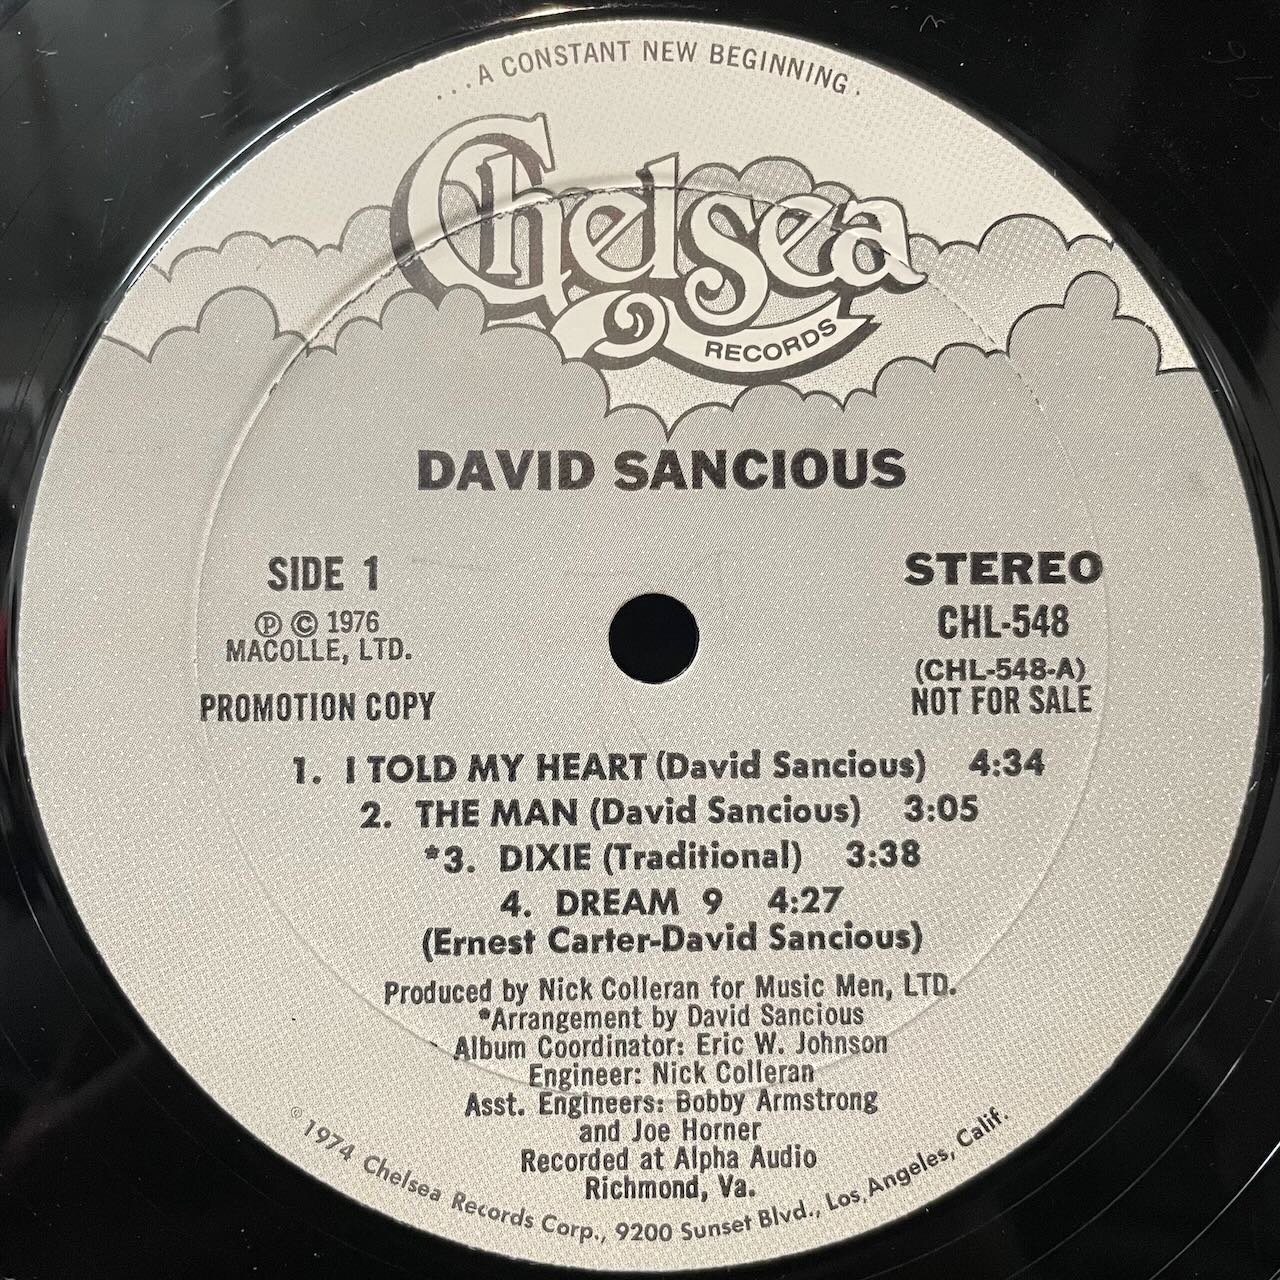 ...A CONSTANT NEW BEGINNING.
Chelsea
RECORDS
DAVID SANCIOUS
SIDE 1
℗ © 1976
MACOLLE, LTD.
PROMOTION COPY
STEREO
CHL-548
(CHL-548-A)
NOT FOR SALE
1. I TOLD MY HEART (David Sancious) 4:34
2. THE MAN (David Sancious) 3:05
*3. DIXIE (Traditional) 3:38
4. DREAM 9 4:27
(Ernest Carter-David Sancious)
Produced by Nick Colleran for Music Men, LTD.
*Arrangement by David Sancious
Album Coordinator: Eric W. Johnson
Engineer: Nick Colleran
Asst. Engineers: Bobby Armstrong
and Joe Horner
Recorded at Alpha Audio
Richmond, Va.
© 1974 Chelsea Records Corp., 9200 Sunset Blvd., Los Angeles, Calif.